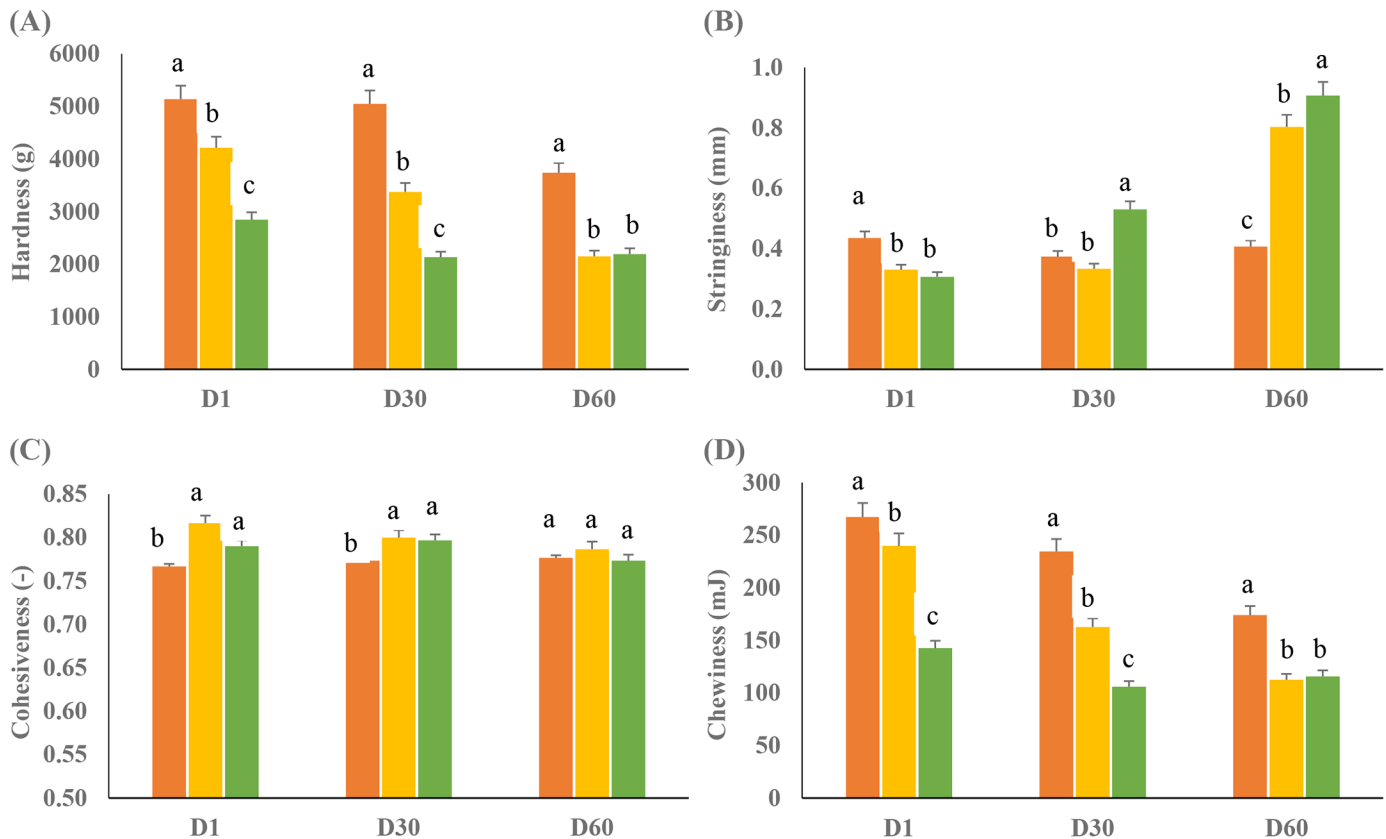 (A)
Hardness (g)
6000
5000
4000
3000
2000
1000
0
a b c
a b c
a b b
D1 D30 D60
(B)
Stringiness (mm)
1.0
0.8
0.6
0.4
0.2
0.0
a b b
b b a
c b a
D1 D30 D60
(C)
Cohesiveness (-)
0.85
0.80
0.75
0.70
0.65
0.60
0.55
0.50
b a a
b a a
a a a
D1 D30 D60
(D)
Chewiness (mJ)
300
250
200
150
100
50
0
a b c
a b c
a b b
D1 D30 D60